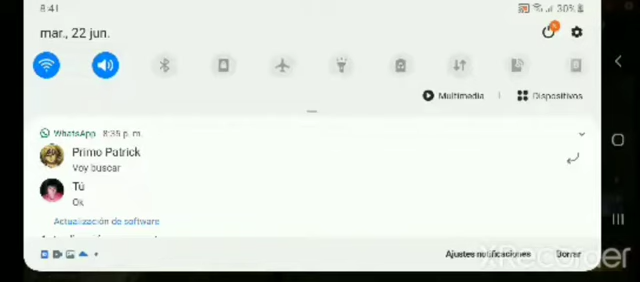 8:41
30%
mar., 22 jun.
Multimedia
Dispositivos
WhatsApp 8:35 p. m.
Primo Patrick
Voy buscar
Tú
Ok
Actualización de software
Ajustes notificaciones
Borrar
XRecorder